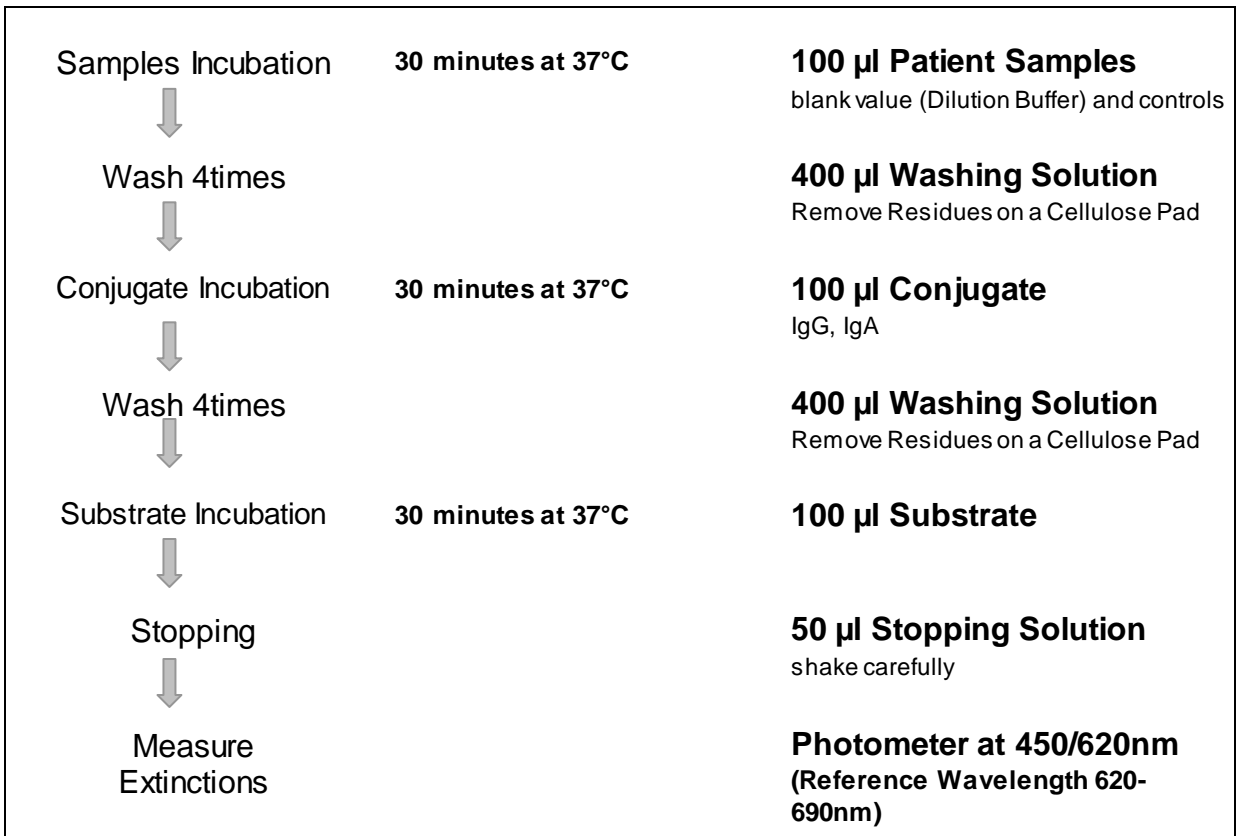 Samples Incubation 30 minutes at 37°C 100 µl Patient Samples
blank value (Dilution Buffer) and controls
Wash 4times 400 µl Washing Solution
Remove Residues on a Cellulose Pad
Conjugate Incubation 30 minutes at 37°C 100 µl Conjugate
IgG, IgA
Wash 4times 400 µl Washing Solution
Remove Residues on a Cellulose Pad
Substrate Incubation 30 minutes at 37°C 100 µl Substrate
Stopping 50 µl Stopping Solution
shake carefully
Measure Photometer at 450/620nm
Extinctions (Reference Wavelength 620-
690nm)